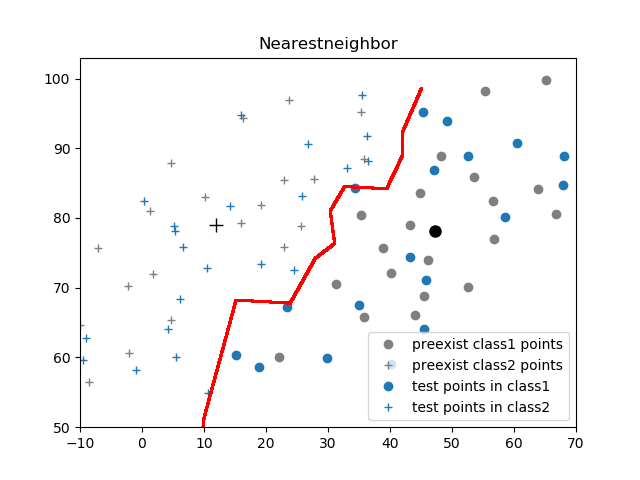 Nearestneighbor
100
90
80
70
60
50
preexist class1 points
preexist class2 points
test points in class1
test points in class2
−10 0 10 20 30 40 50 60 70